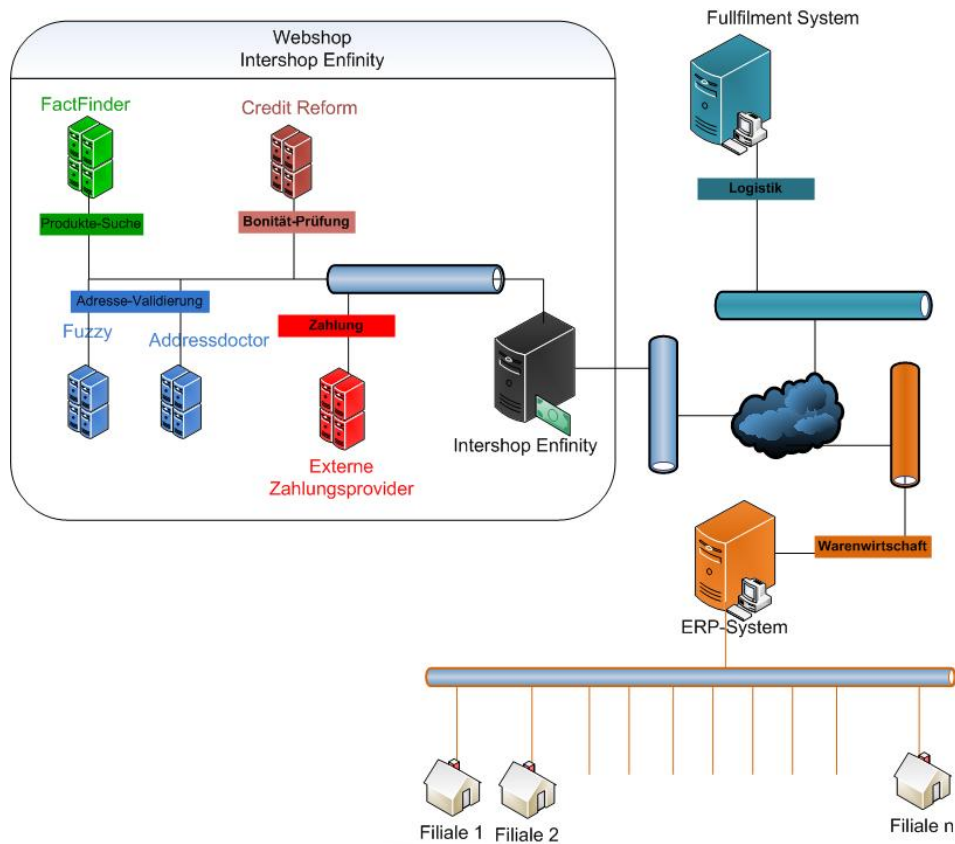 Fullfilment System
Webshop
Intershop Enfinity
FactFinder
Credit Reform
Logistik
Produkte-Suche
Bonität-Prüfung
Adresse-Validierung
Zahlung
Fuzzy
Addressdoctor
Intershop Enfinity
Externe
Zahlungsprovider
Warenwirtschaft
ERP-System
Filiale 1
Filiale 2
Filiale n